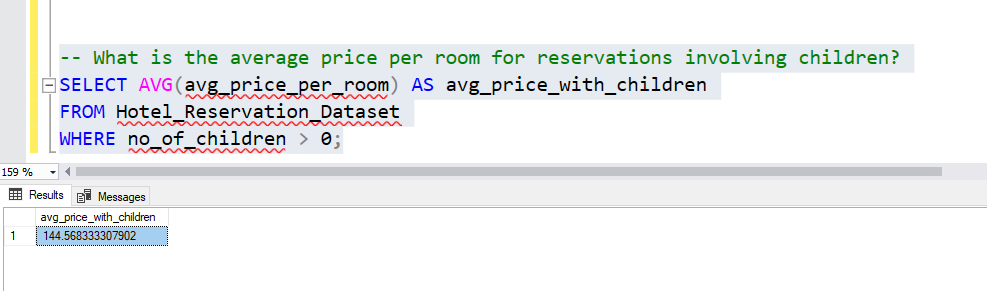 -- What is the average price per room for reservations involving children?
SELECT AVG(avg_price_per_room) AS avg_price_with_children
FROM Hotel_Reservation_Dataset
WHERE no_of_children > 0;
159 %
Results Messages
avg_price_with_children
1 144.568333307902